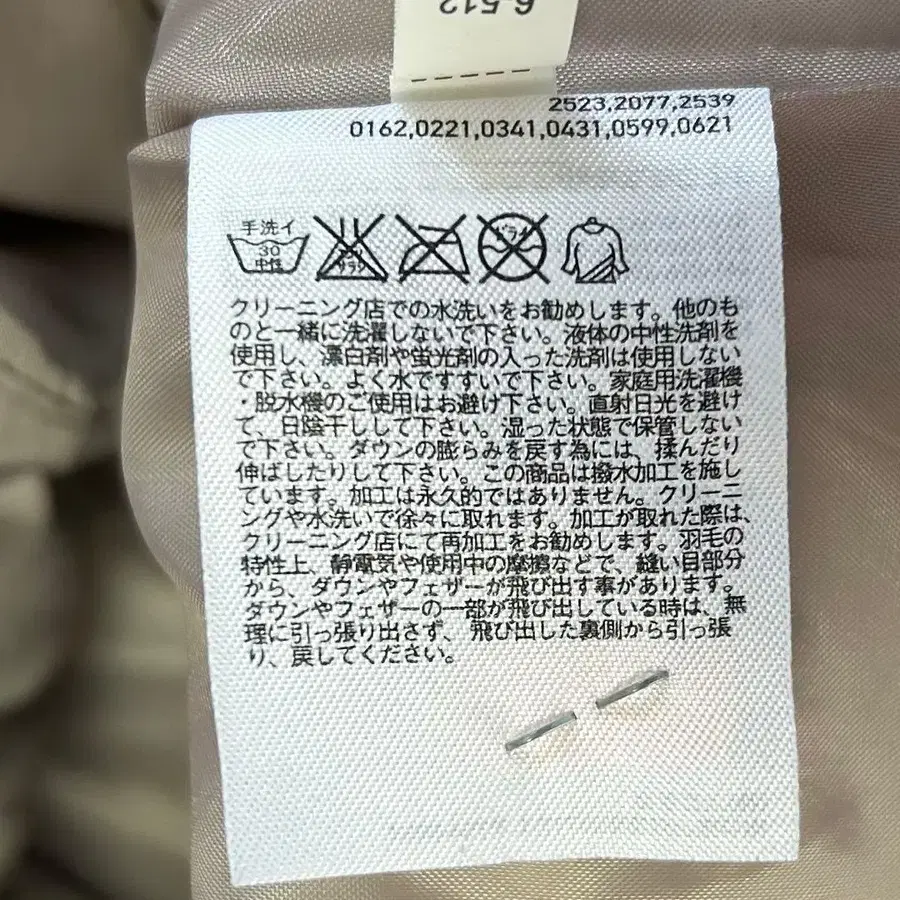 6-512
2523,2077,2539
0162,0221,0341,0431,0599,0621
手洗イ
30
中性
エンソ
サラシ
ドライ
クリーニング店での水洗いをお勧めします。他のも
のと一緒に洗濯しないで下さい。液体の中性洗剤を
使用し、漂白剤や蛍光剤の入った洗剤は使用しない
で下さい。よく水ですすいで下さい。家庭用洗濯機
・脱水機のご使用はお避け下さい。直射日光を避け
て、日陰干しして下さい。湿った状態で保管しない
で下さい。ダウンの膨らみを戻す為には、揉んだり
伸ばしたりして下さい。この商品は撥水加工を施し
ています。加工は永久的ではありません。クリーニ
ングや水洗いで徐々に取れます。加工が取れた際は、
クリーニング店にて再加工をお勧めします。羽毛の
特性上、静電気や使用中の摩擦などで、縫い目部分
から、ダウンやフェザーが飛び出す事があります。
ダウンやフェザーの一部が飛び出している時は、無
理に引っ張り出さず、飛び出した裏側から引っ張
り、戻してください。